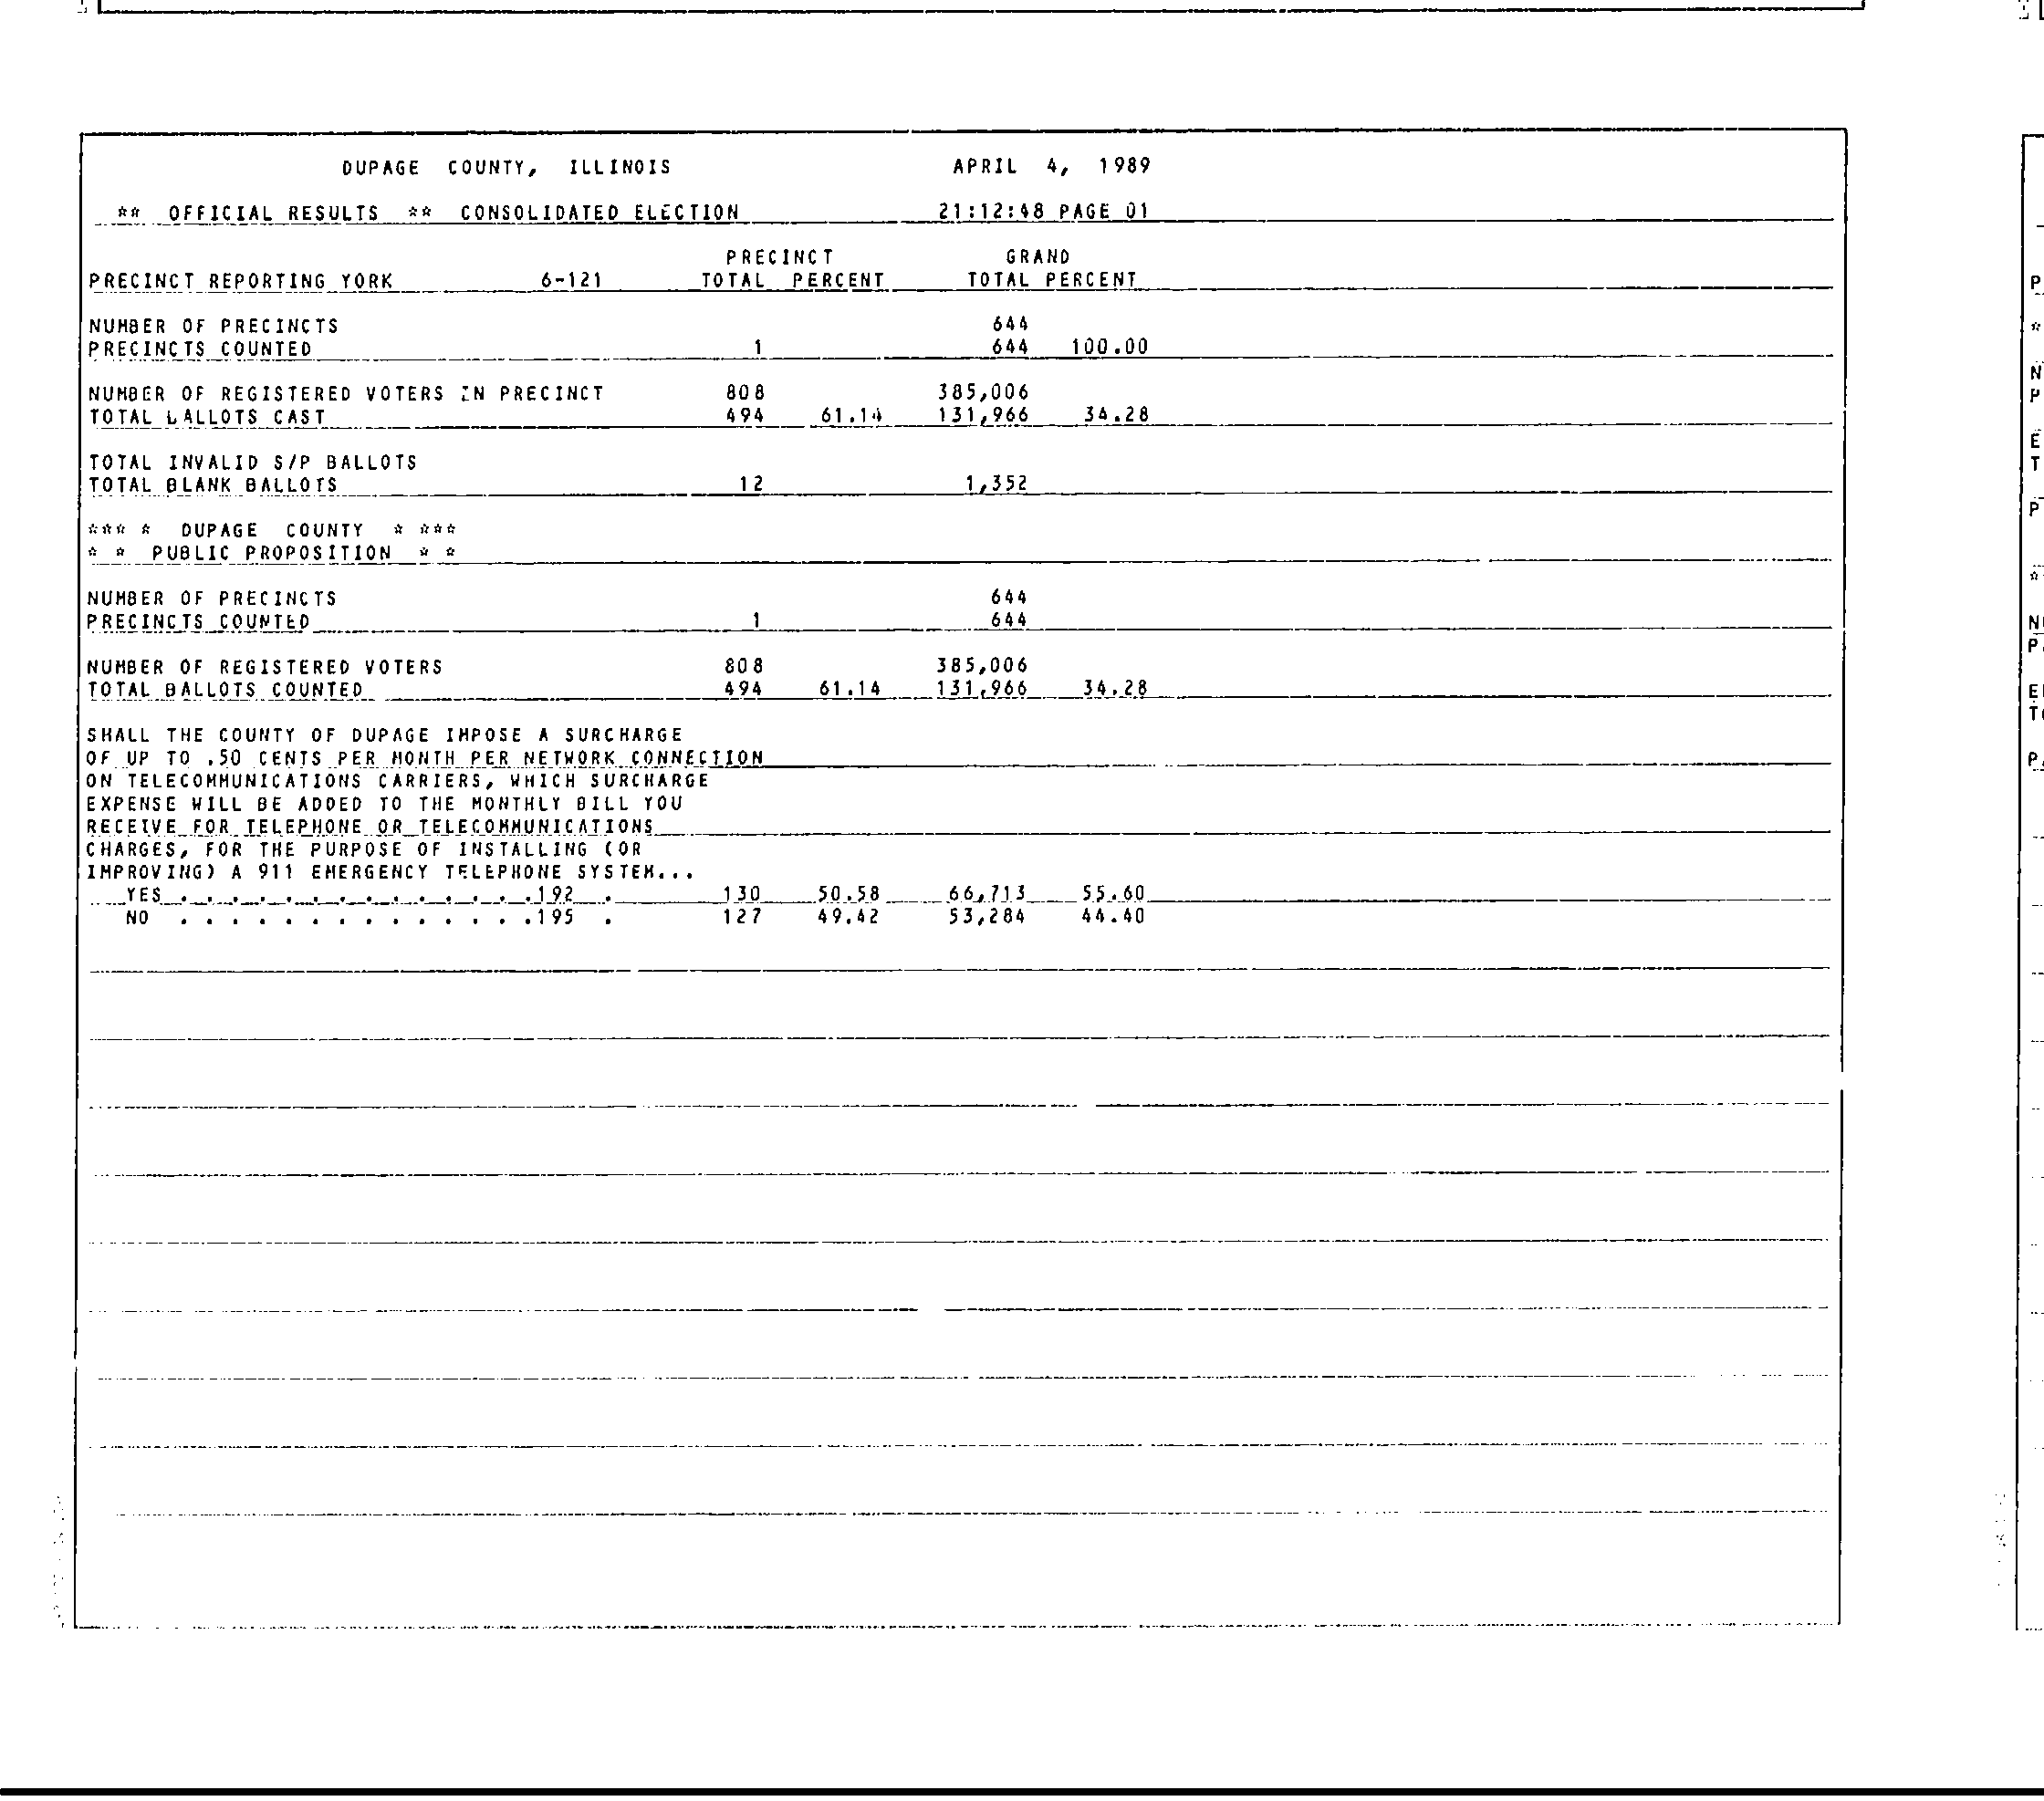 DUPAGE COUNTY, ILLINOIS APRIL 4, 1989
** OFFICIAL RESULTS ** CONSOLIDATED ELECTION 21:12:48 PAGE 01
PRECINCT GRAND
PRECINCT REPORTING YORK 6-121 TOTAL PERCENT TOTAL PERCENT
NUMBER OF PRECINCTS 644
PRECINCTS COUNTED 1 644 100.00
NUMBER OF REGISTERED VOTERS IN PRECINCT 808 385,006
TOTAL BALLOTS CAST 494 61.14 131,966 34.28
TOTAL INVALID S/P BALLOTS
TOTAL BLANK BALLOTS 12 1,352
*** * DUPAGE COUNTY * ***
* * PUBLIC PROPOSITION * *
NUMBER OF PRECINCTS 644
PRECINCTS COUNTED 1 644
NUMBER OF REGISTERED VOTERS 808 385,006
TOTAL BALLOTS COUNTED 494 61.14 131,966 34.28
SHALL THE COUNTY OF DUPAGE IMPOSE A SURCHARGE
OF UP TO .50 CENTS PER MONTH PER NETWORK CONNECTION
ON TELECOMMUNICATIONS CARRIERS, WHICH SURCHARGE
EXPENSE WILL BE ADDED TO THE MONTHLY BILL YOU
RECEIVE FOR TELEPHONE OR TELECOMMUNICATIONS
CHARGES, FOR THE PURPOSE OF INSTALLING (OR
IMPROVING) A 911 EMERGENCY TELEPHONE SYSTEM...
YES . . . . . . . . . . . . . .192 . 130 50.58 66,713 55.60
NO . . . . . . . . . . . . . .195 . 127 49.42 53,284 44.40